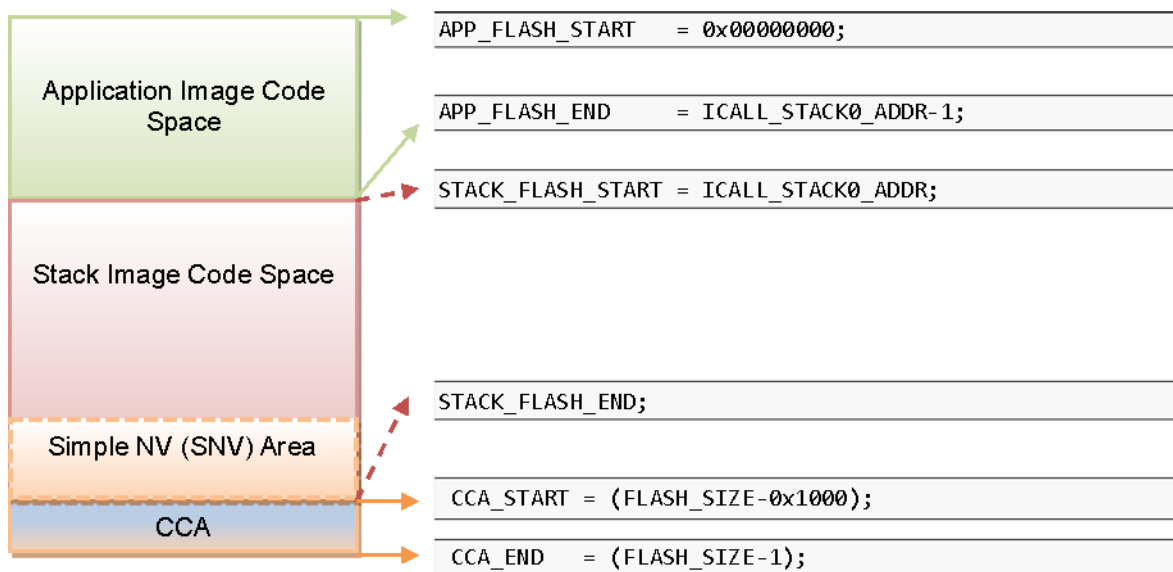 APP_FLASH_START   = 0x00000000;
Application Image Code
Space
APP_FLASH_END     = ICALL_STACK0_ADDR-1;
STACK_FLASH_START = ICALL_STACK0_ADDR;
Stack Image Code Space
STACK_FLASH_END;
Simple NV (SNV) Area
CCA_START = (FLASH_SIZE-0x1000);
CCA
CCA_END   = (FLASH_SIZE-1);